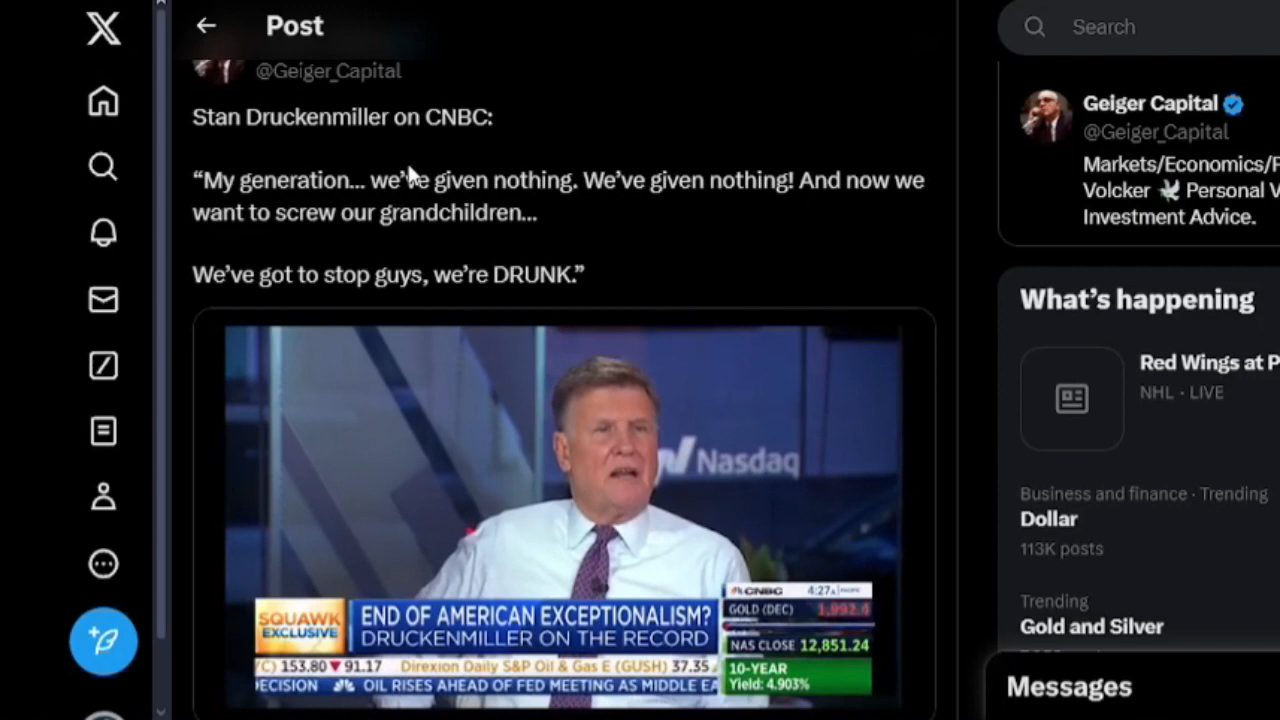 Post
@Geiger_Capital
Stan Druckenmiller on CNBC:
“My generation... we’ve given nothing. We’ve given nothing! And now we
want to screw our grandchildren...
We’ve got to stop guys, we’re DRUNK.”
Nasdaq
SQUAWK
EXCLUSIVE
END OF AMERICAN EXCEPTIONALISM?
DRUCKENMILLER ON THE RECORD
CNBC 4:27A PACIFIC
GOLD (DEC) 1,992.4
NAS CLOSE 12,851.24
10-YEAR
Yield: 4.903%
C) 153.80 ▼ 91.17 Direxion Daily S&P Oil & Gas E (GUSH) 37.35
ECISION OIL RISES AHEAD OF FED MEETING AS MIDDLE EA
Search
Geiger Capital
@Geiger_Capital
Markets/Economics/
Volcker 🕊 Personal V
Investment Advice.
What’s happening
Red Wings at P
NHL · LIVE
Business and finance · Trending
Dollar
113K posts
Trending
Gold and Silver
Messages